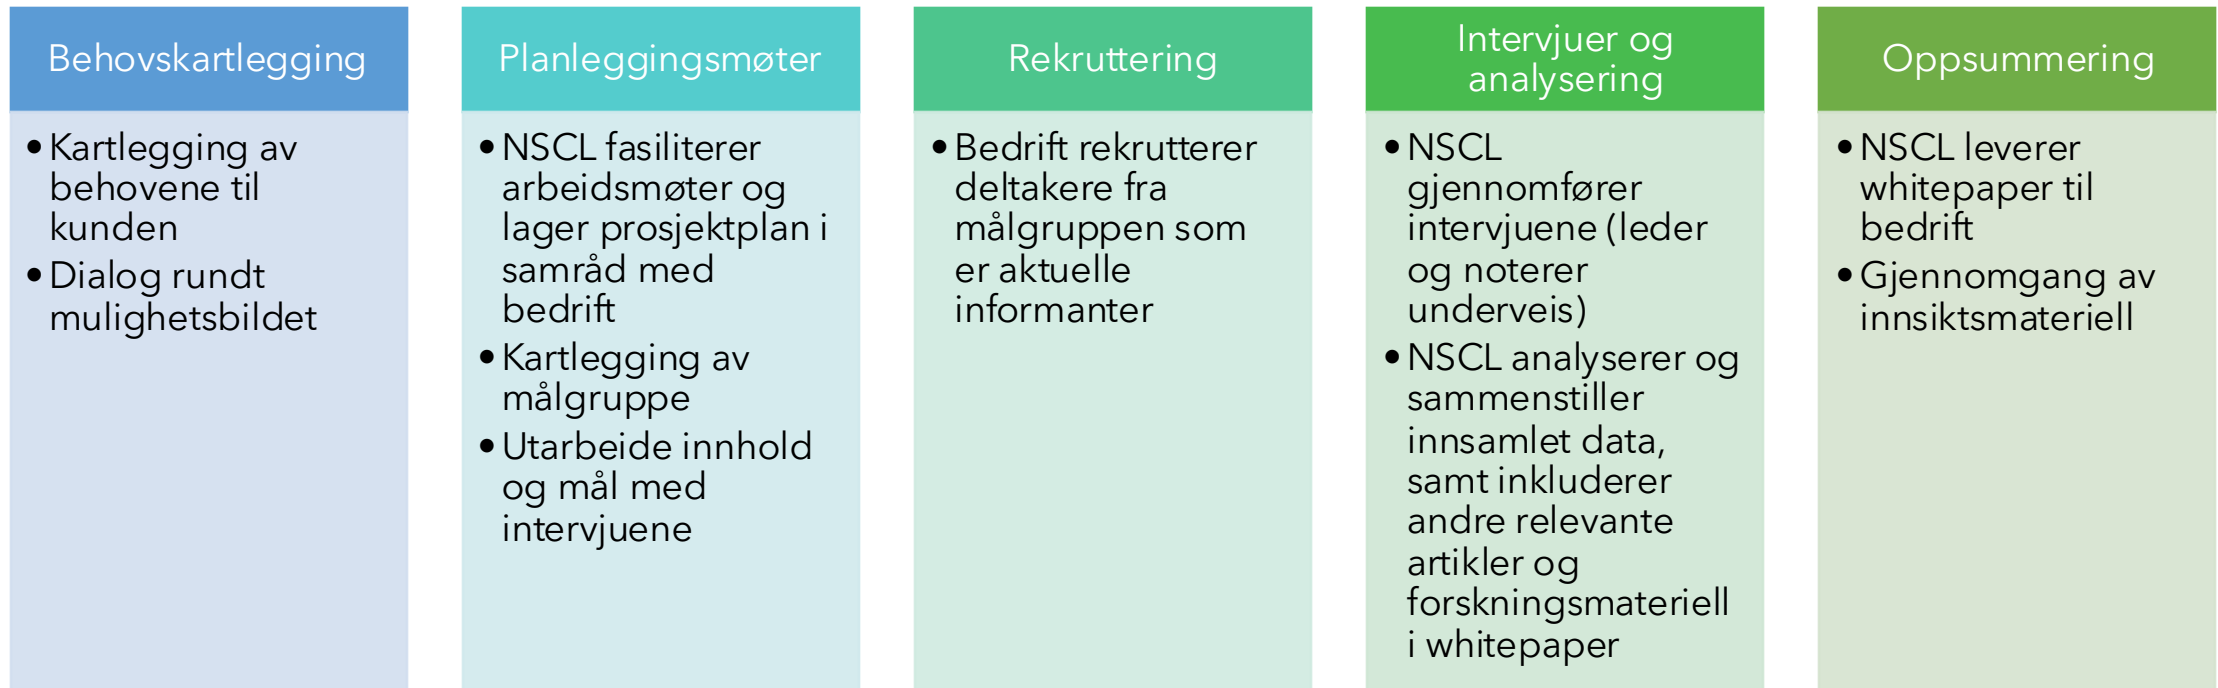 Behovskartlegging
•Kartlegging av
behovene til
kunden
•Dialog rundt
mulighetsbildet
Planleggingsmøter
•NSCL fasiliterer
arbeidsmøter og
lager prosjektplan i
samråd med
bedrift
•Kartlegging av
målgruppe
•Utarbeide innhold
og mål med
intervjuene
Rekruttering
•Bedrift rekrutterer
deltakere fra
målgruppen som
er aktuelle
informanter
Intervjuer og
analysering
•NSCL
gjennomfører
intervjuene (leder
og noterer
underveis)
•NSCL analyserer og
sammenstiller
innsamlet data,
samt inkluderer
andre relevante
artikler og
forskningsmateriell
i whitepaper
Oppsummering
•NSCL leverer
whitepaper til
bedrift
•Gjennomgang av
innsiktsmateriell